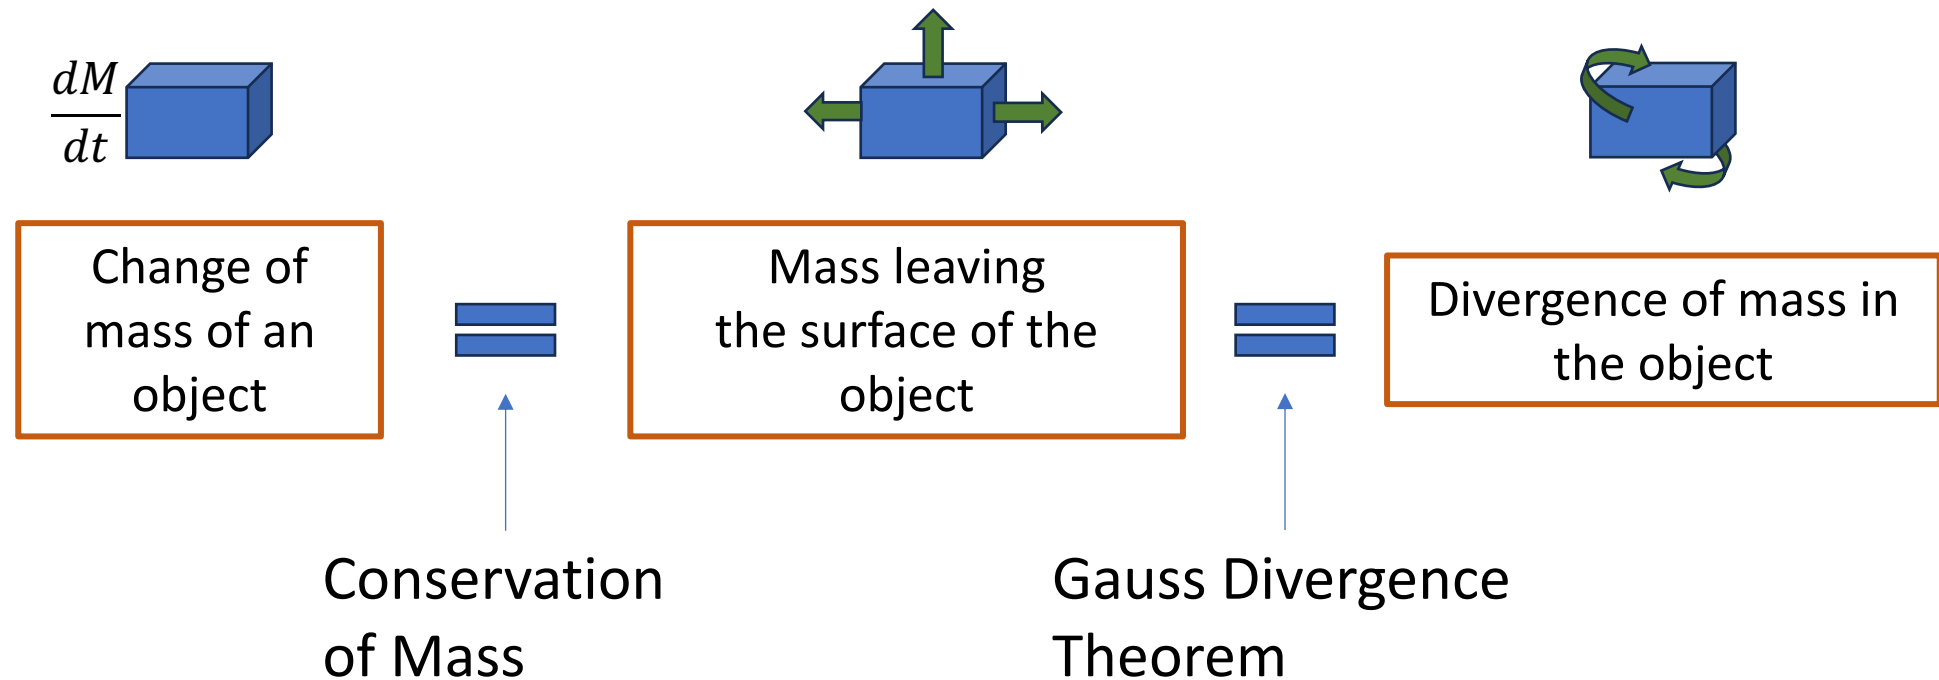 dM
dt
Change of
mass of an
object
Mass leaving
the surface of the
object
Divergence of mass in
the object
Conservation
of Mass
Gauss Divergence
Theorem